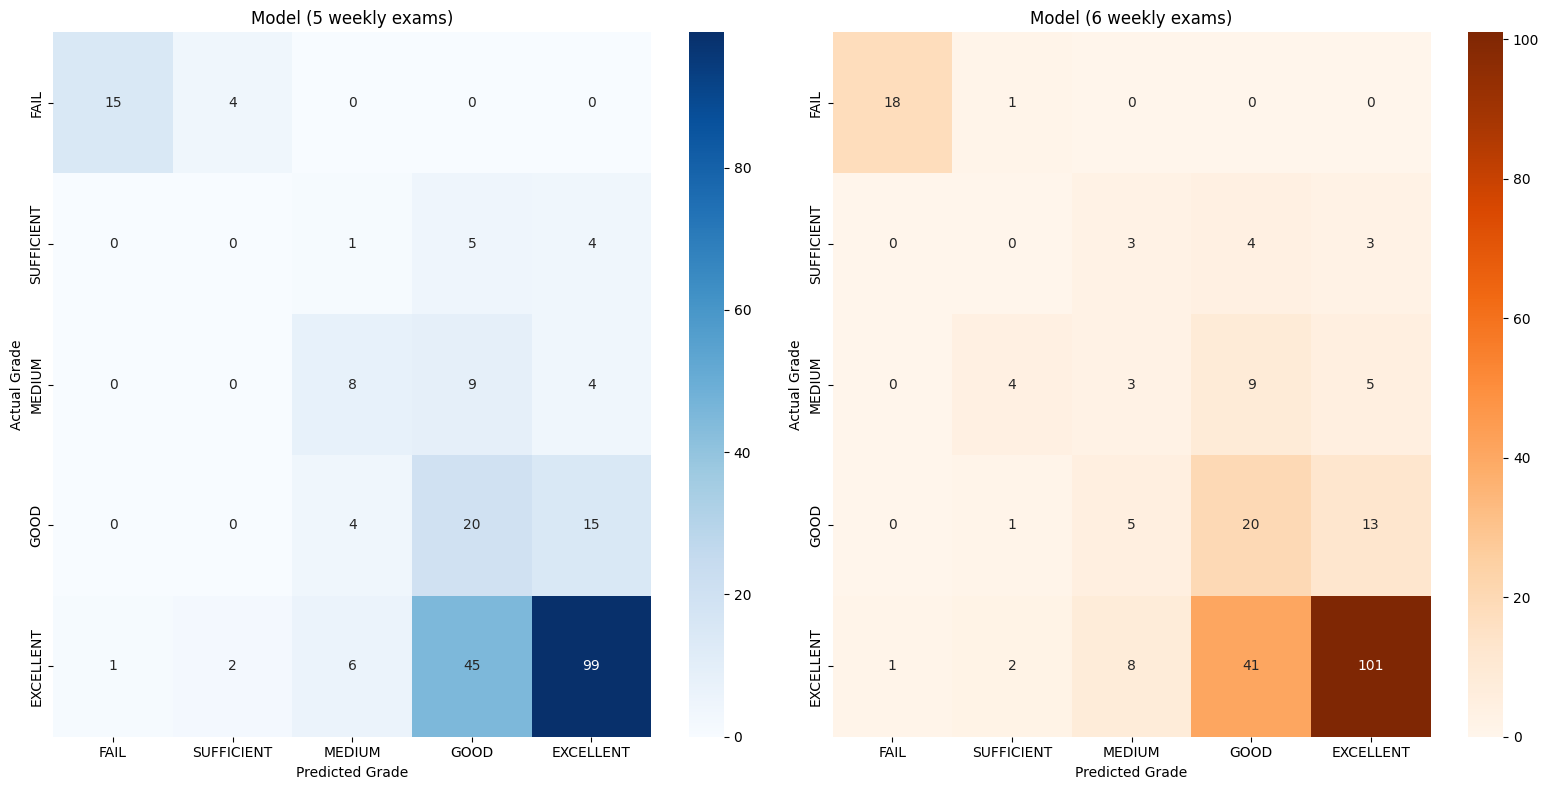 Model (5 weekly exams)
Actual Grade
FAIL
15 4 0 0 0
SUFFICIENT
0 0 1 5 4
MEDIUM
0 0 8 9 4
GOOD
0 0 4 20 15
EXCELLENT
1 2 6 45 99
FAIL SUFFICIENT MEDIUM GOOD EXCELLENT
Predicted Grade
80
60
40
20
0
Model (6 weekly exams)
Actual Grade
FAIL
18 1 0 0 0
SUFFICIENT
0 0 3 4 3
MEDIUM
0 4 3 9 5
GOOD
0 1 5 20 13
EXCELLENT
1 2 8 41 101
FAIL SUFFICIENT MEDIUM GOOD EXCELLENT
Predicted Grade
100
80
60
40
20
0